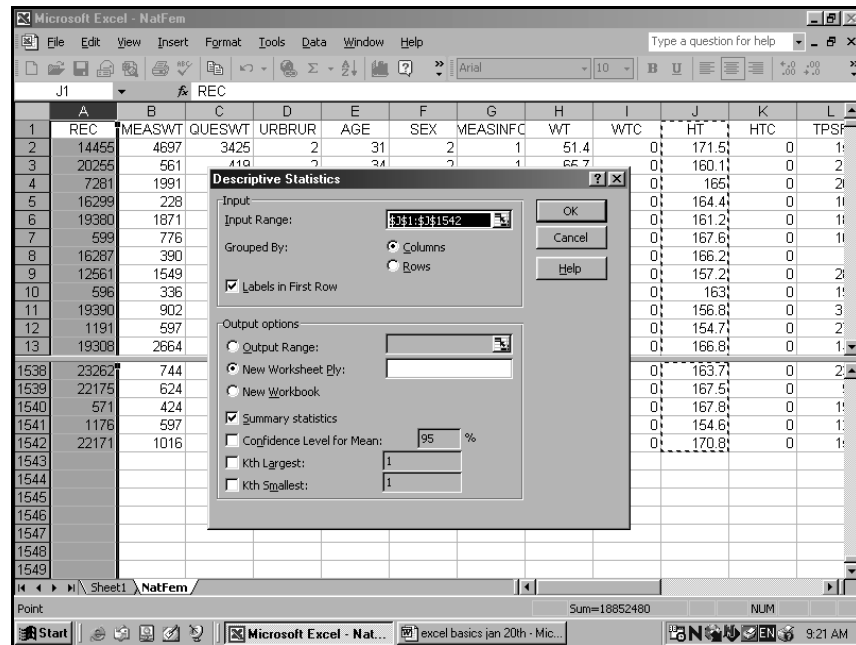 Microsoft Excel - NatFem
File Edit View Insert Format Tools Data Window Help Type a question for help
Arial 10 B U
J1 fx REC
A B C D E F G H I J K L
1 REC MEASWT QUESWT URBRUR AGE SEX MEASINFC WT WTC HT HTC TPSF
2 14455 4697 3425 2 31 2 1 51.4 0 171.5 0
3 20255 561 419 2 34 2 1 65.7 0 160.1 0
4 7281 1991 0 165 0
5 16299 228 0 164.4 0
6 19380 1871 0 161.2 0
7 599 776 0 167.6 0
8 16287 390 0 166.2 0
9 12561 1549 0 157.2 0
10 596 336 0 163 0
11 19390 902 0 156.8 0
12 1191 597 0 154.7 0
13 19308 2664 0 166.8 0
1538 23262 744 0 163.7 0
1539 22175 624 0 167.5 0
1540 571 424 0 167.8 0
1541 1176 597 0 154.6 0
1542 22171 1016 0 170.8 0
1543
1544
1545
1546
1547
1548
1549
Descriptive Statistics
Input
Input Range: $J$1:$J$1542
Grouped By: Columns
Rows
Labels in First Row
OK
Cancel
Help
Output options
Output Range:
New Worksheet Ply:
New Workbook
Summary statistics
Confidence Level for Mean: 95 %
Kth Largest: 1
Kth Smallest: 1
Sheet1 NatFem
Point Sum=18852480 NUM
Start Microsoft Excel - Nat... excel basics jan 20th - Mic... EN 9:21 AM